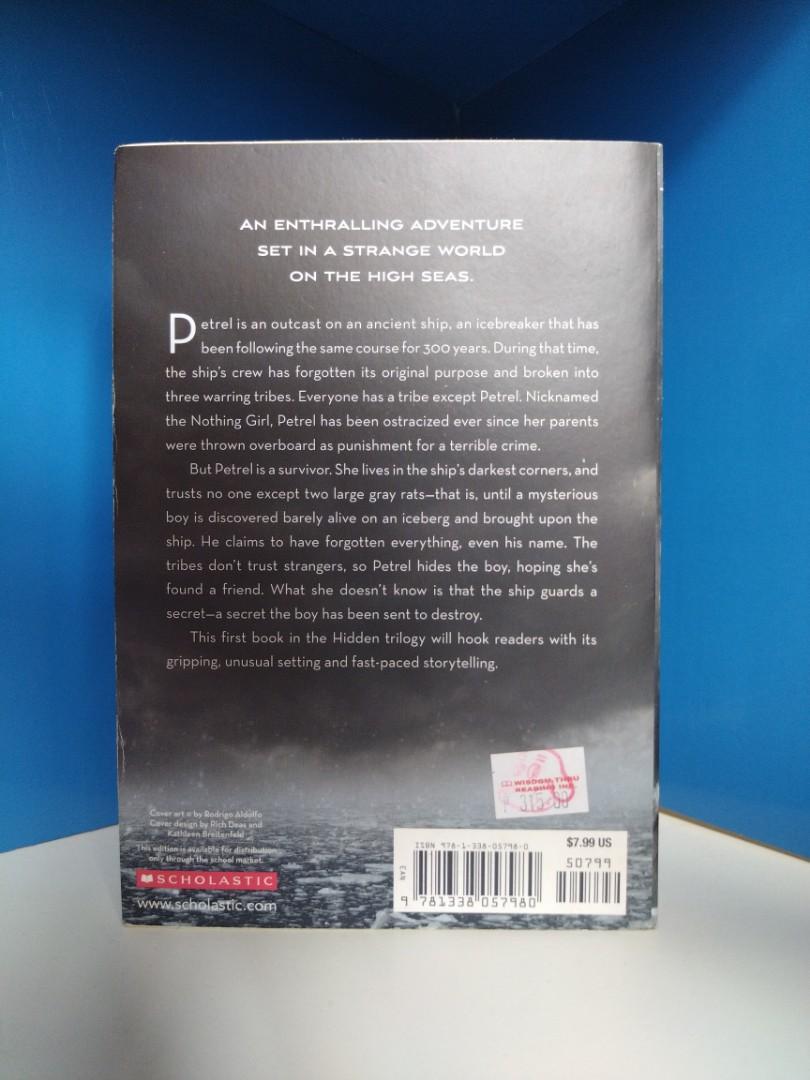 AN ENTHRALLING ADVENTURE
SET IN A STRANGE WORLD
ON THE HIGH SEAS.
Petrel is an outcast on an ancient ship, an icebreaker that has
been following the same course for 300 years. During that time,
the ship's crew has forgotten its original purpose and broken into
three warring tribes. Everyone has a tribe except Petrel. Nicknamed
the Nothing Girl, Petrel has been ostracized ever since her parents
were thrown overboard as punishment for a terrible crime.
But Petrel is a survivor. She lives in the ship's darkest corners, and
trusts no one except two large gray rats—that is, until a mysterious
boy is discovered barely alive on an iceberg and brought upon the
ship. He claims to have forgotten everything, even his name. The
tribes don't trust strangers, so Petrel hides the boy, hoping she's
found a friend. What she doesn't know is that the ship guards a
secret—a secret the boy has been sent to destroy.
This first book in the Hidden trilogy will hook readers with its
gripping, unusual setting and fast-paced storytelling.
WISDOM THRU
READING INC
315.00
Cover art © by Rodrigo Aldolfo
Cover design by Rich Deas and
Kathleen Breitenfeld
This edition is available for distribution
only through the school market.
SCHOLASTIC
www.scholastic.com
ISBN 978-1-338-05798-0
$7.99 US
50799
EAN
9 781338 057980